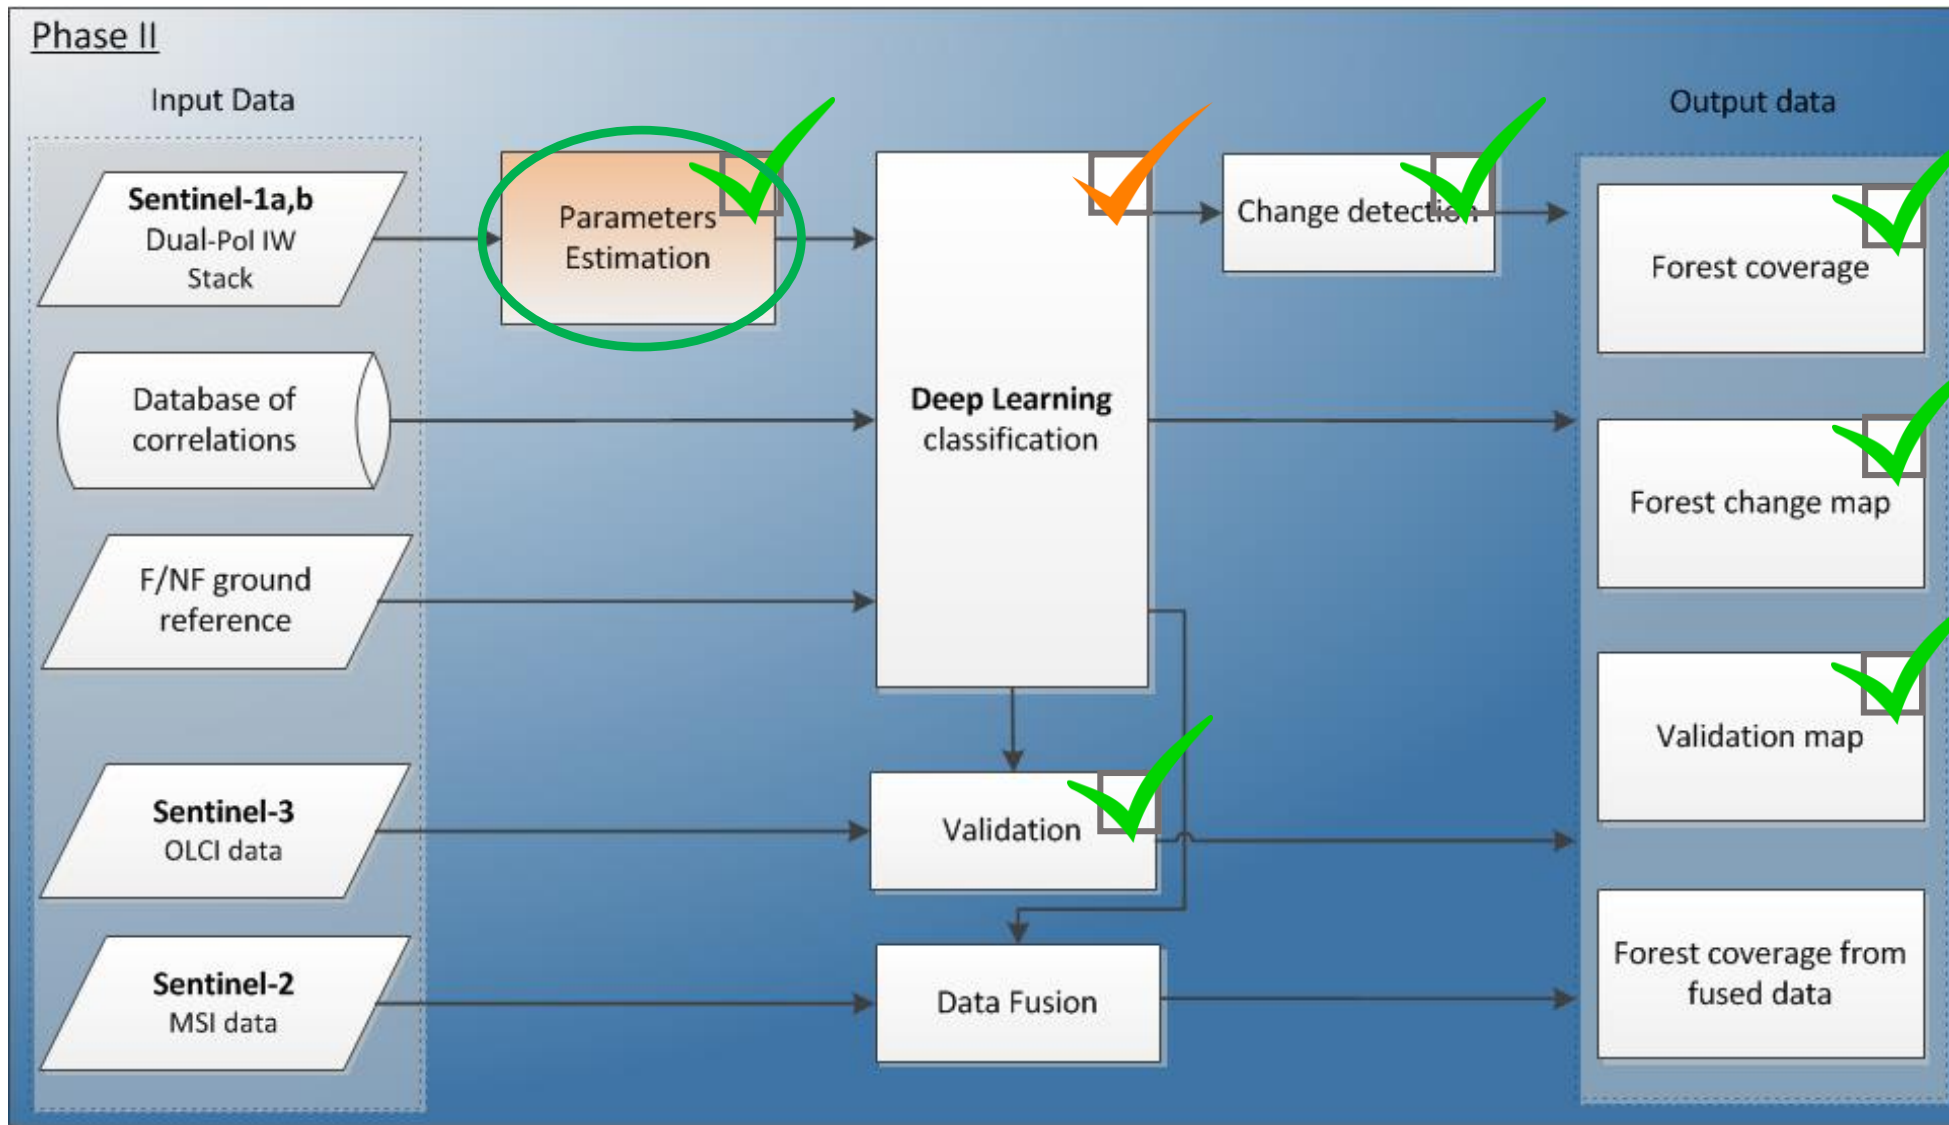 Phase II
Input Data
Output data
Sentinel-1a,b
Dual-Pol IW
Stack
Parameters
Estimation
Change detection
Forest coverage
Database of
correlations
Deep Learning
classification
Forest change map
F/NF ground
reference
Validation map
Sentinel-3
OLCI data
Validation
Sentinel-2
MSI data
Data Fusion
Forest coverage from
fused data